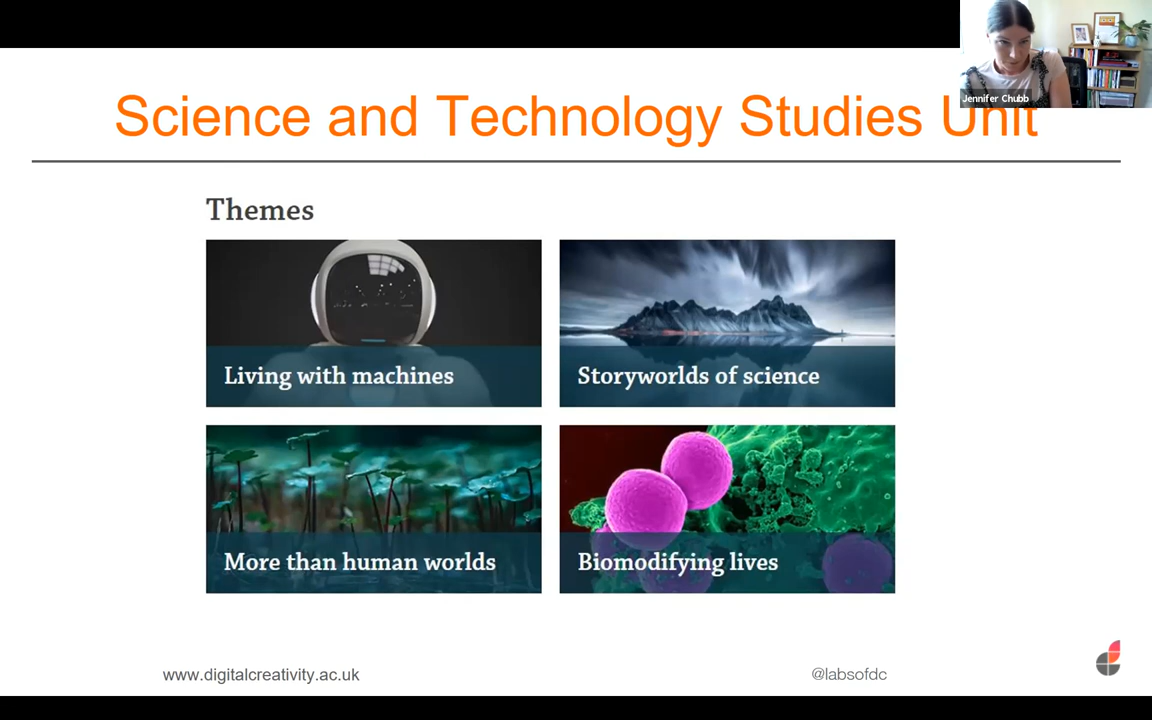 Jennifer Chubb
Science and Technology Studies Unit
Themes
Living with machines
Storyworlds of science
More than human worlds
Biomodifying lives
www.digitalcreativity.ac.uk
@labsofdc